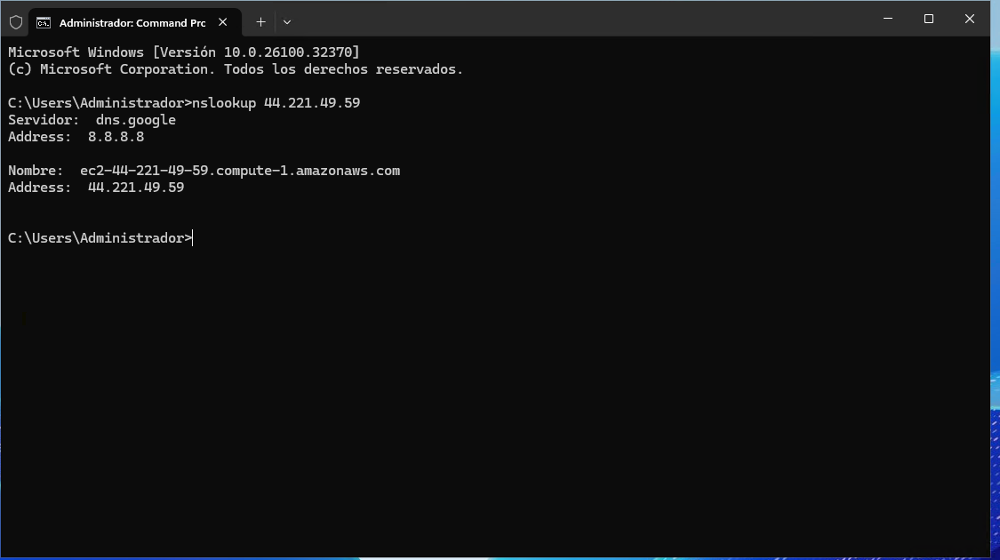 Administrador: Command Prc
Microsoft Windows [Versión 10.0.26100.32370]
(c) Microsoft Corporation. Todos los derechos reservados.
C:\Users\Administrador>nslookup 44.221.49.59
Servidor:  dns.google
Address:  8.8.8.8
Nombre:  ec2-44-221-49-59.compute-1.amazonaws.com
Address:  44.221.49.59
C:\Users\Administrador>